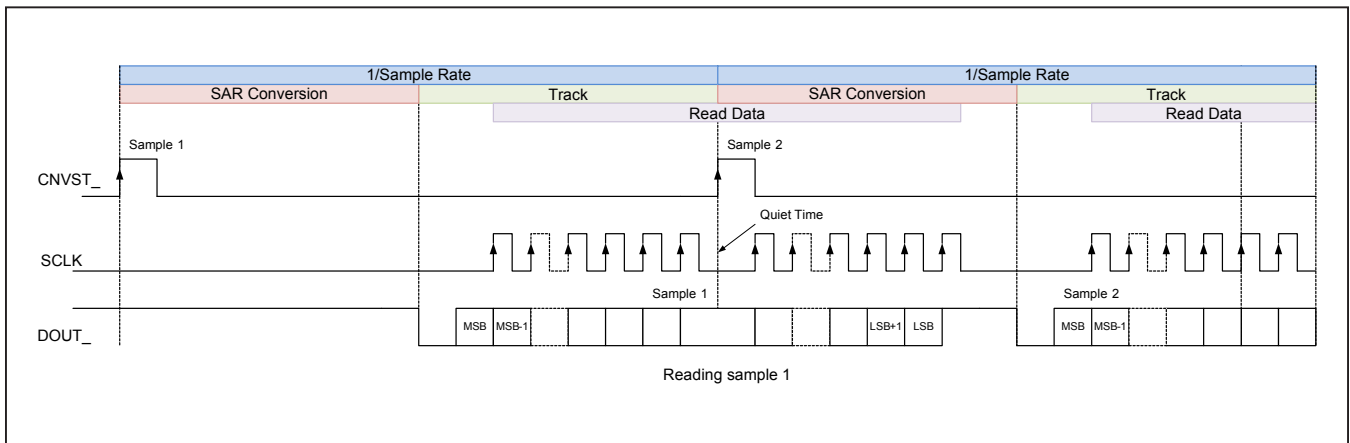 1/Sample Rate 1/Sample Rate
SAR Conversion Track SAR Conversion Track
Read Data Read Data
Sample 1 Sample 2
CNVST_
Quiet Time
SCLK
Sample 1 Sample 2
DOUT_ MSB MSB-1 LSB+1 LSB MSB MSB-1
Reading sample 1